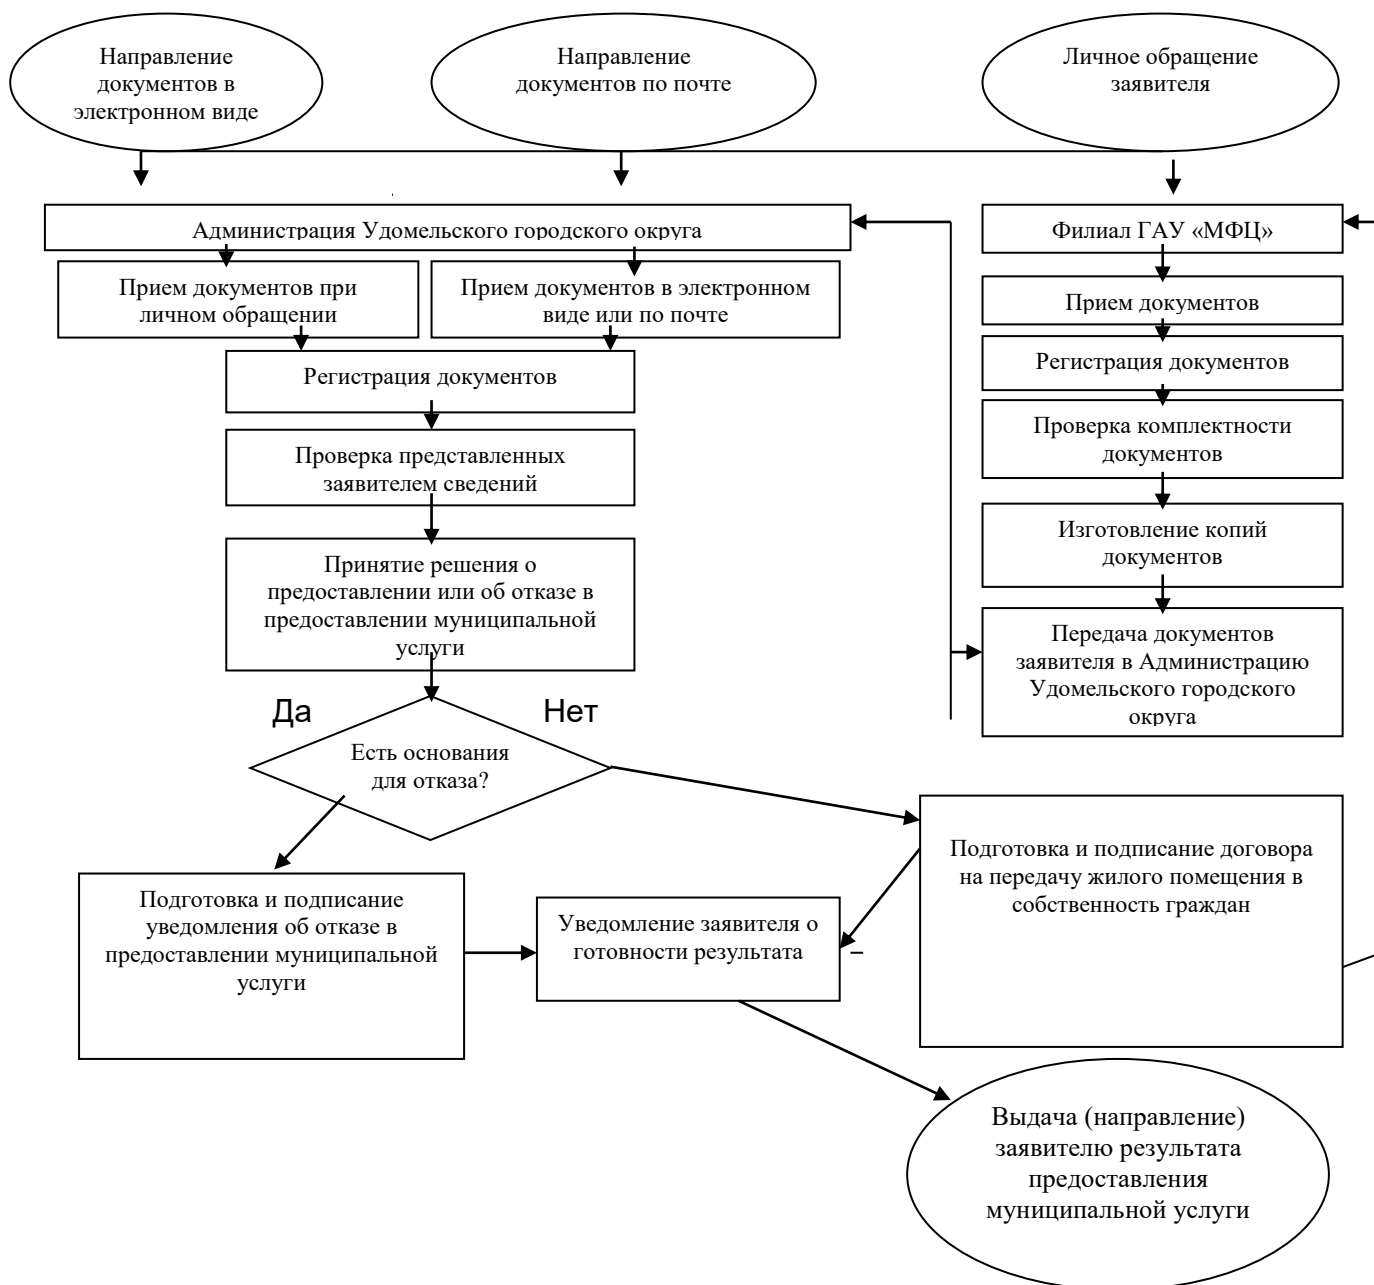 Направление
документов в
электронном виде
Направление
документов по почте
Личное обращение
заявителя
Администрация Удомельского городского округа
Филиал ГАУ «МФЦ»
Прием документов при
личном обращении
Прием документов в электронном
виде или по почте
Прием документов
Регистрация документов
Регистрация документов
Проверка комплектности
документов
Проверка представленных
заявителем сведений
Изготовление копий
документов
Принятие решения о
предоставлении или об отказе в
предоставлении муниципальной
услуги
Передача документов
заявителя в Администрацию
Удомельского городского
округа
Да
Нет
Есть основания
для отказа?
Подготовка и подписание
уведомления об отказе в
предоставлении муниципальной
услуги
Уведомление заявителя о
готовности результата
Подготовка и подписание договора
на передачу жилого помещения в
собственность граждан
Выдача (направление)
заявителю результата
предоставления
муниципальной услуги